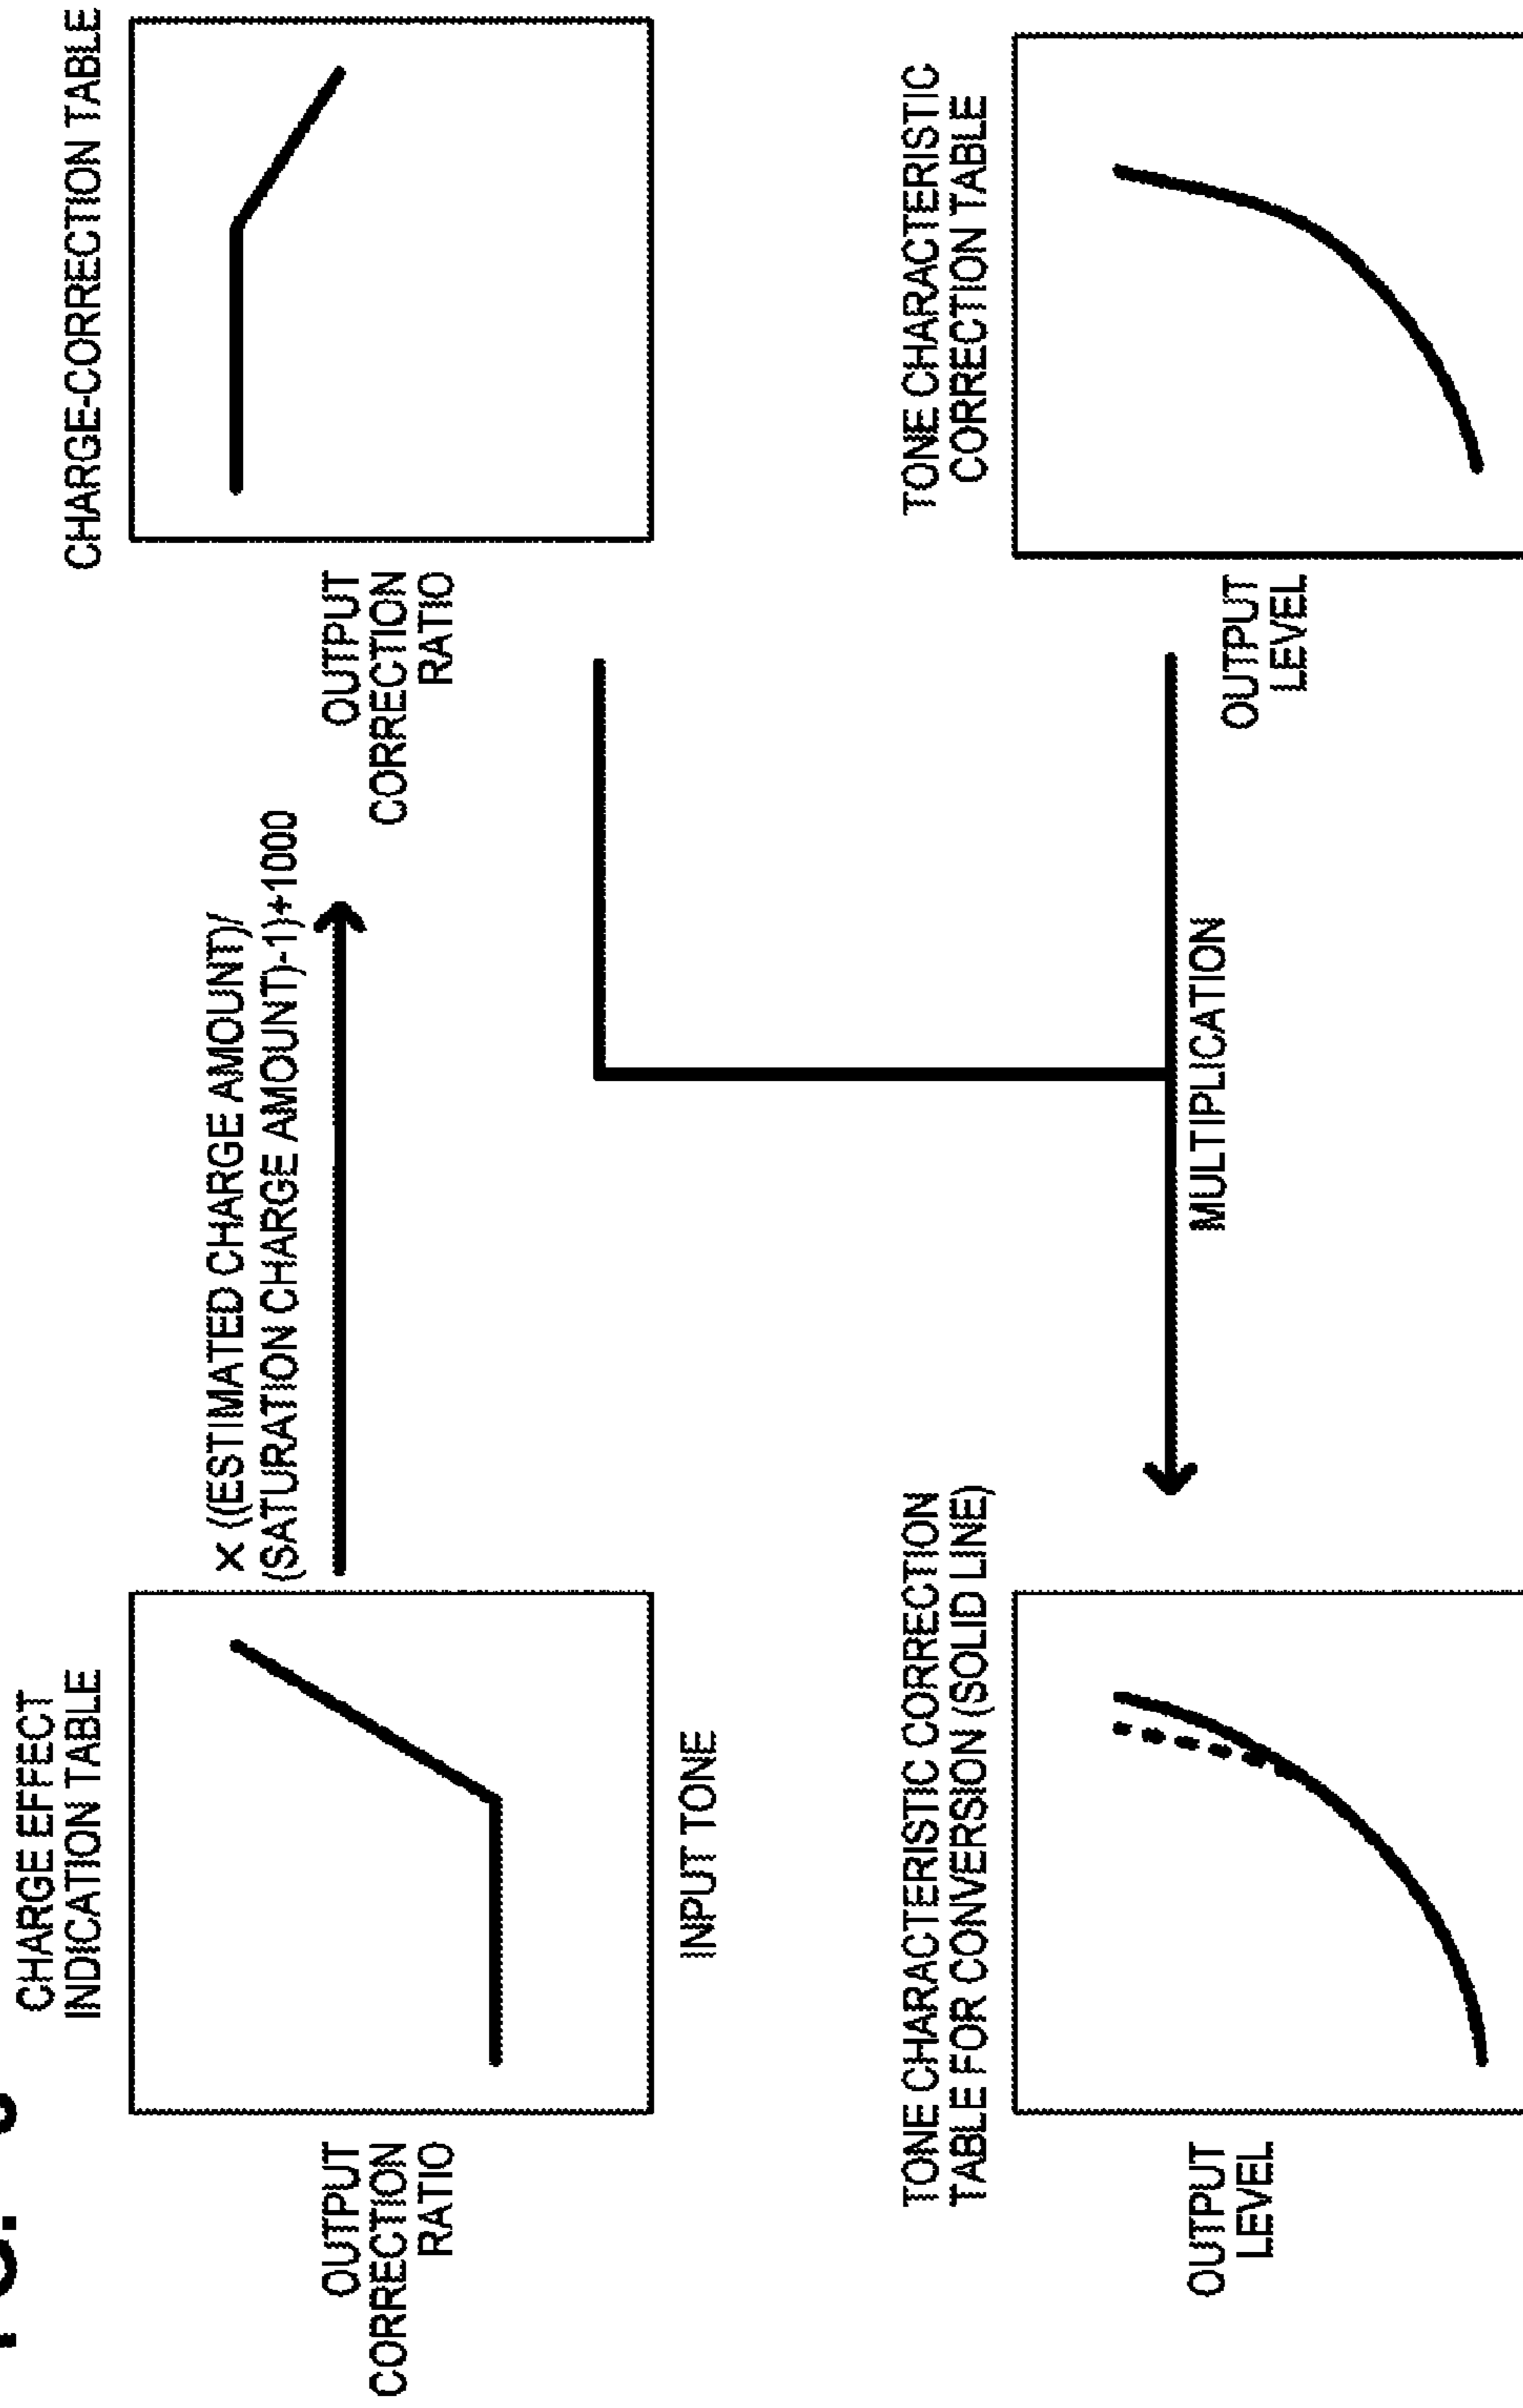 CHARGE EFFECT
INDICATION TABLE
OUTPUT
CORRECTION
RATIO
INPUT TONE
× ((ESTIMATED CHARGE AMOUNT)/
(SATURATION CHARGE AMOUNT)-1)+1000
CHARGE-CORRECTION TABLE
OUTPUT
CORRECTION
RATIO
TONE CHARACTERISTIC CORRECTION
TABLE FOR CONVERSION (SOLID LINE)
OUTPUT
LEVEL
MULTIPLICATION
TONE CHARACTERISTIC
CORRECTION TABLE
OUTPUT
LEVEL